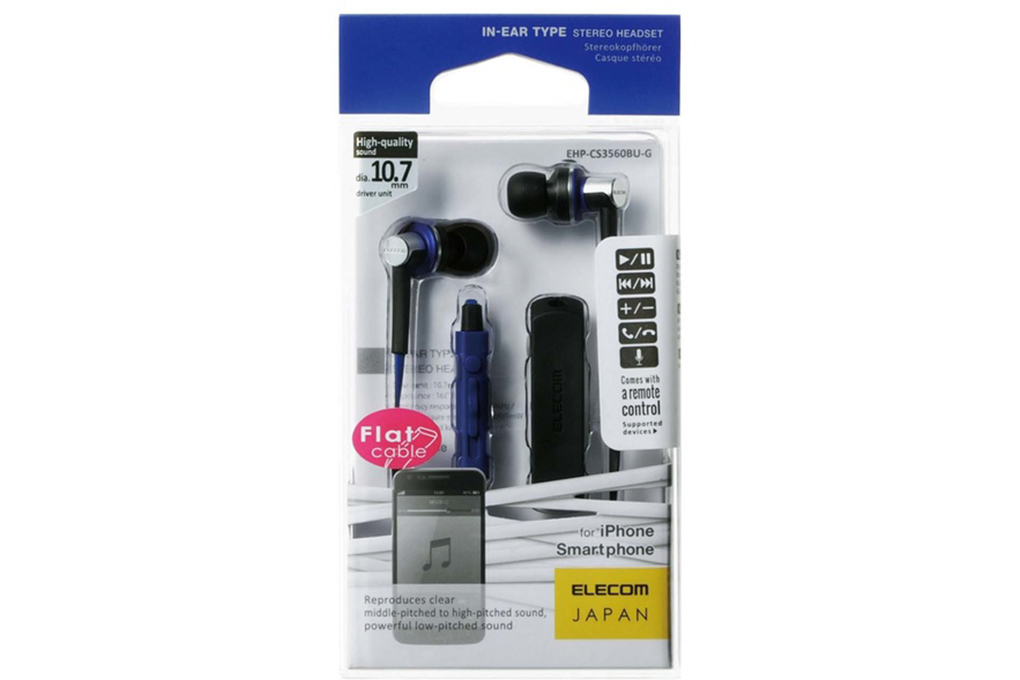 IN-EAR TYPE STEREO HEADSET
Stereokopfhörer
Casque stéréo
High-quality
sound
dia. 10.7
mm
driver unit
EHP-CS3560BU-G
ELECOM
Comes with
a remote
control
Supported
devices
Flat
cable
ELECOM
for iPhone
Smartphone
ELECOM
JAPAN
Reproduces clear
middle-pitched to high-pitched sound,
powerful low-pitched sound